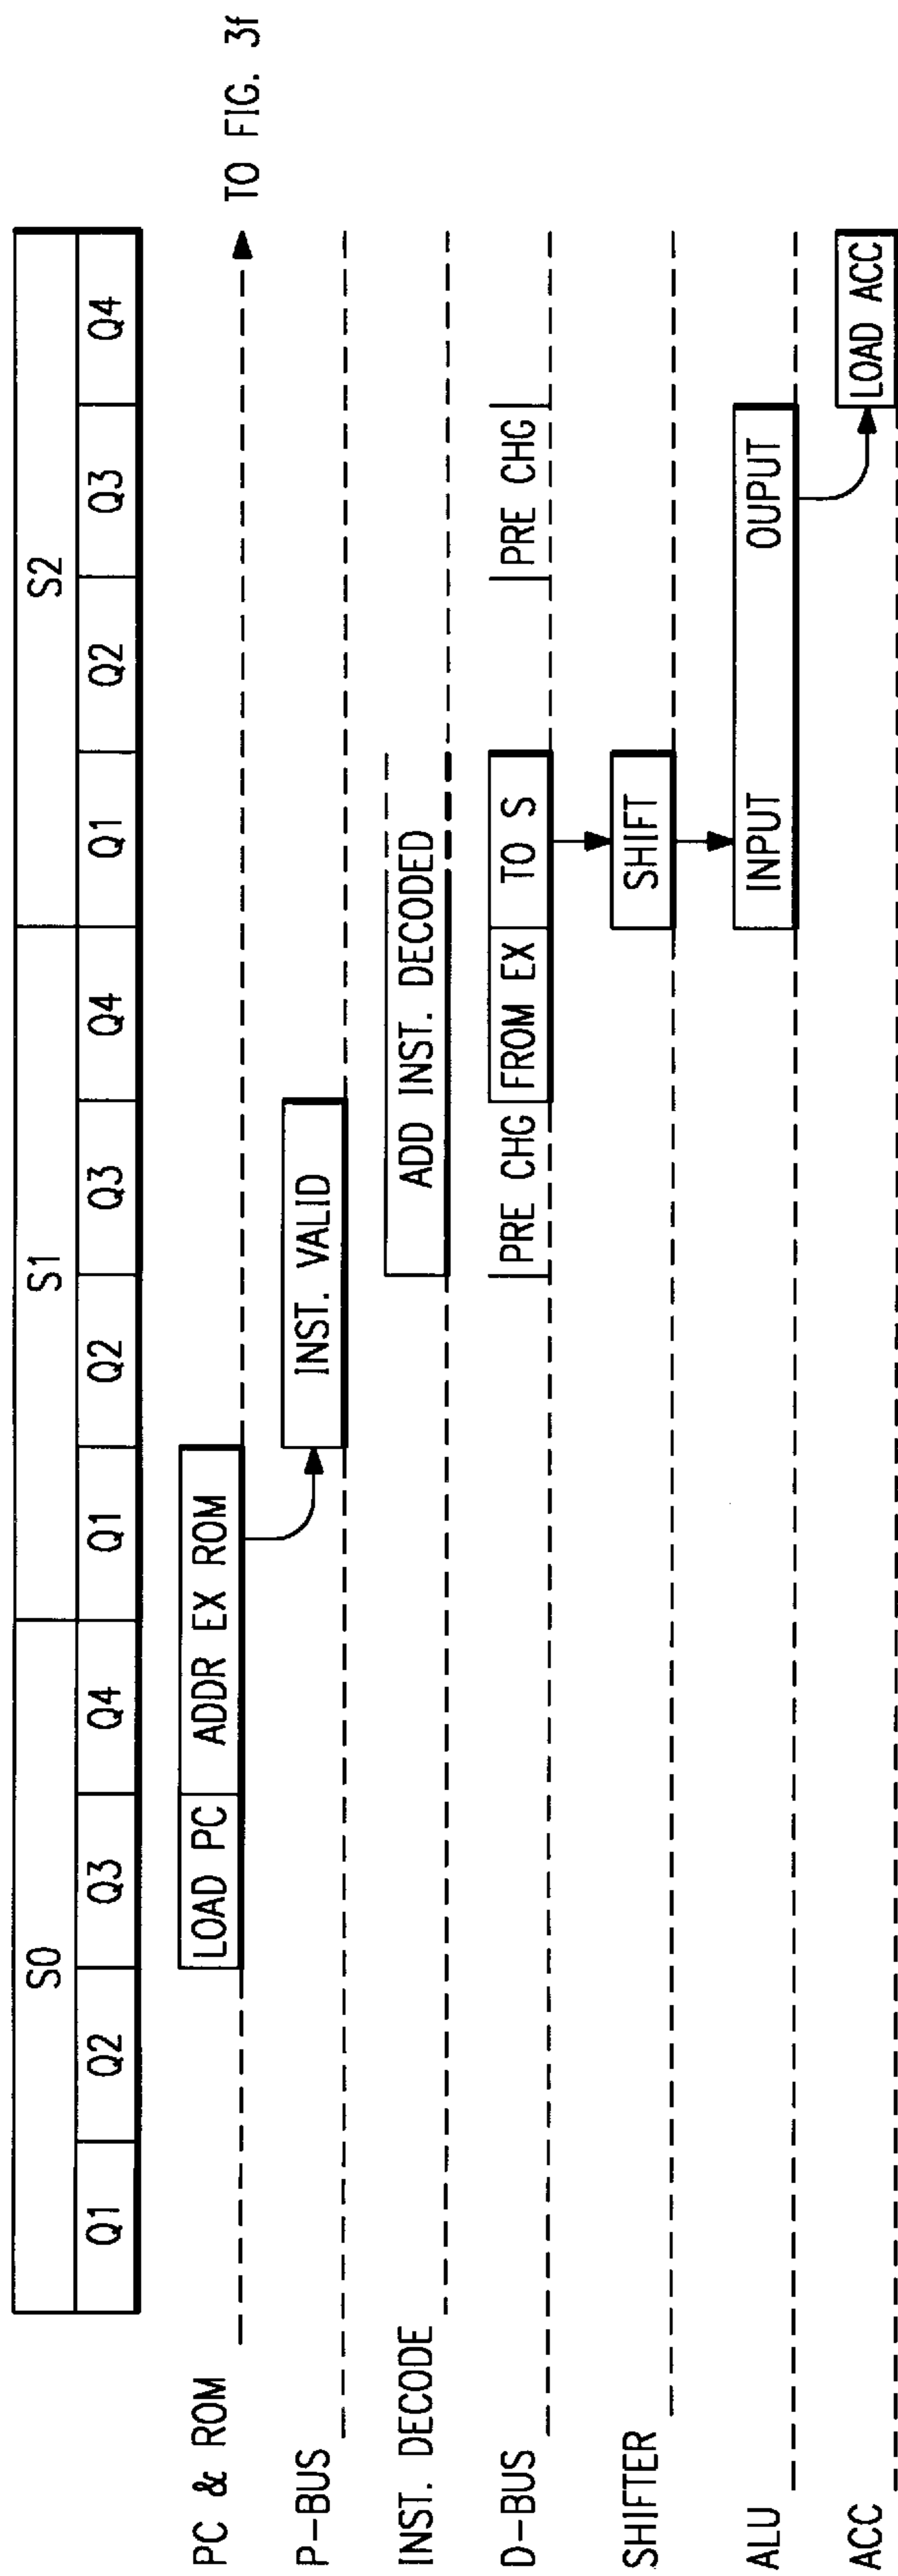 S0 S1 S2
Q1 Q2 Q3 Q4 Q1 Q2 Q3 Q4 Q1 Q2 Q3 Q4
PC & ROM LOAD PC ADDR EX ROM TO FIG. 3f
P-BUS INST. VALID
INST. DECODE ADD INST. DECODED
D-BUS PRE CHG FROM EX TO S PRE CHG
SHIFTER SHIFT
ALU INPUT OUPUT
ACC LOAD ACC